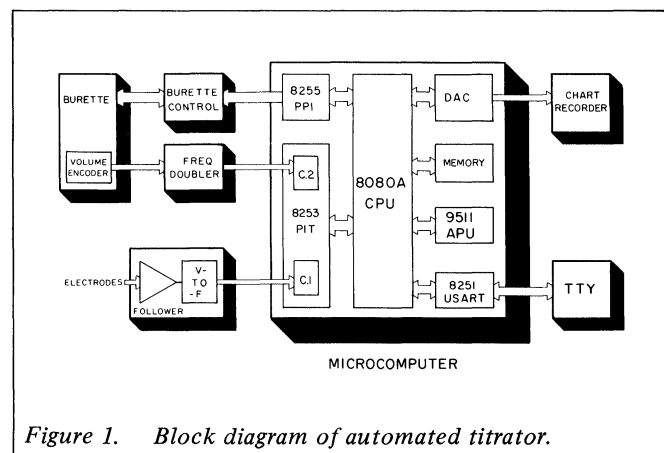 BURETTE
VOLUME
ENCODER
BURETTE
CONTROL
FREQ
DOUBLER
ELECTRODES
V-
TO
-F
FOLLOWER
8255
PPI
C.2
8253
PIT
C.1
8080A
CPU
DAC
MEMORY
9511
APU
8251
USART
CHART
RECORDER
TTY
MICROCOMPUTER
Figure 1. Block diagram of automated titrator.